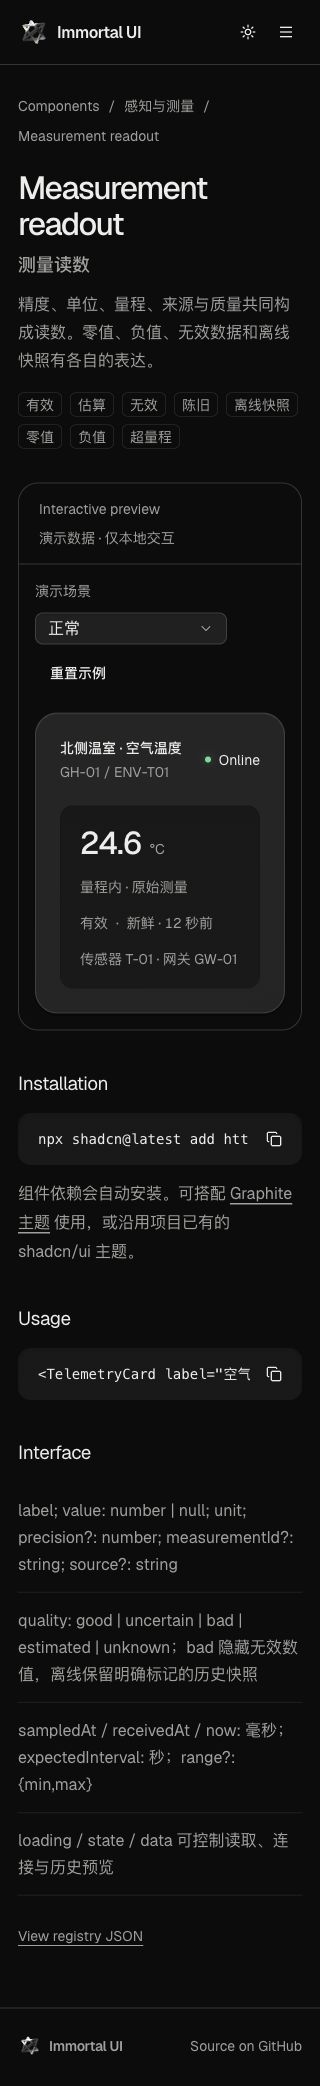 Immortal UI
Components / 感知与测量 /
Measurement readout
Measurement
readout
测量读数
精度、单位、量程、来源与质量共同构
成读数。零值、负值、无效数据和离线
快照有各自的表达。
有效 估算 无效 陈旧 离线快照
零值 负值 超量程
Interactive preview
演示数据 · 仅本地交互
演示场景
正常
重置示例
北侧温室 · 空气温度
GH-01 / ENV-T01
Online
24.6 °C
量程内 · 原始测量
有效 · 新鲜 · 12 秒前
传感器 T-01 · 网关 GW-01
Installation
npx shadcn@latest add htt
组件依赖会自动安装。可搭配 Graphite
主题 使用，或沿用项目已有的
shadcn/ui 主题。
Usage
<TelemetryCard label="空气
Interface
label; value: number | null; unit;
precision?: number; measurementId?:
string; source?: string
quality: good | uncertain | bad |
estimated | unknown；bad 隐藏无效数
值，离线保留明确标记的历史快照
sampledAt / receivedAt / now: 毫秒；
expectedInterval: 秒；range?:
{min,max}
loading / state / data 可控制读取、连
接与历史预览
View registry JSON
Immortal UI
Source on GitHub